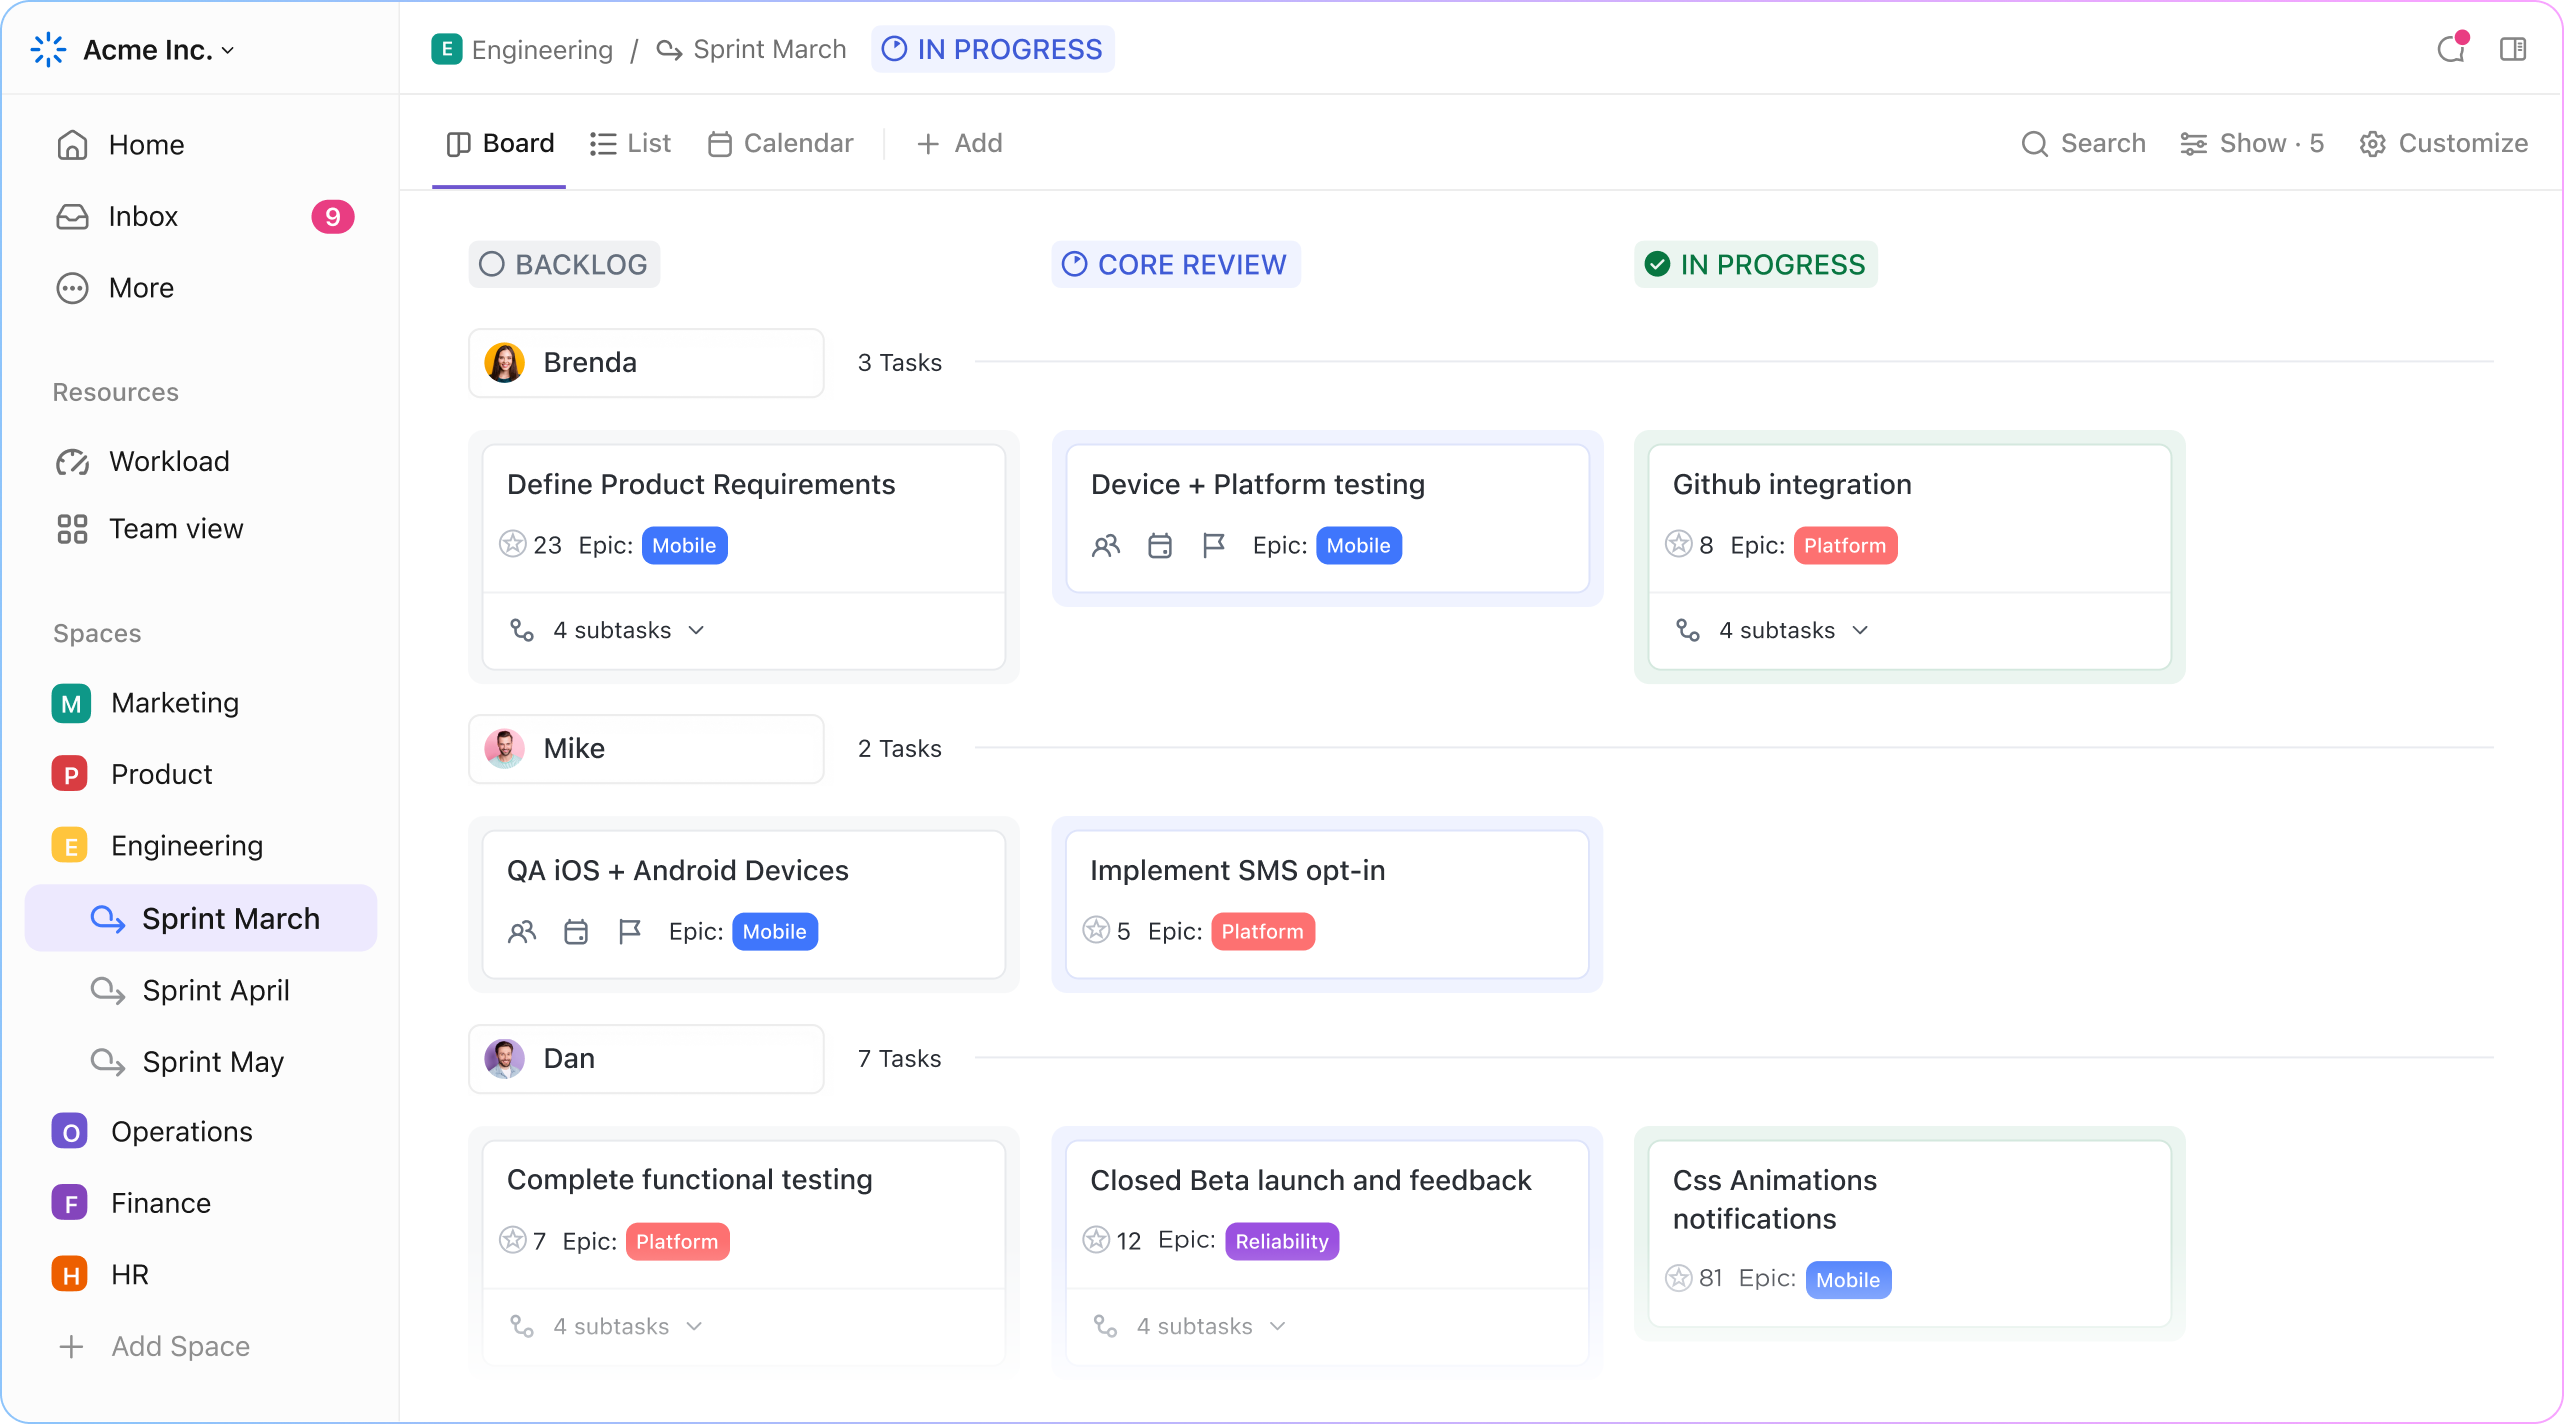 Acme Inc.
E Engineering / Sprint March IN PROGRESS
Home
Inbox 9
More
Resources
Workload
Team view
Spaces
M Marketing
P Product
E Engineering
Sprint March
Sprint April
Sprint May
O Operations
F Finance
H HR
Add Space
Board List Calendar Add Search Show · 5 Customize
BACKLOG CORE REVIEW IN PROGRESS
Brenda 3 Tasks
Define Product Requirements
23 Epic: Mobile
4 subtasks
Device + Platform testing
Epic: Mobile
Github integration
8 Epic: Platform
4 subtasks
Mike 2 Tasks
QA iOS + Android Devices
Epic: Mobile
Implement SMS opt-in
5 Epic: Platform
Dan 7 Tasks
Complete functional testing
7 Epic: Platform
4 subtasks
Closed Beta launch and feedback
12 Epic: Reliability
4 subtasks
Css Animations
notifications
81 Epic: Mobile